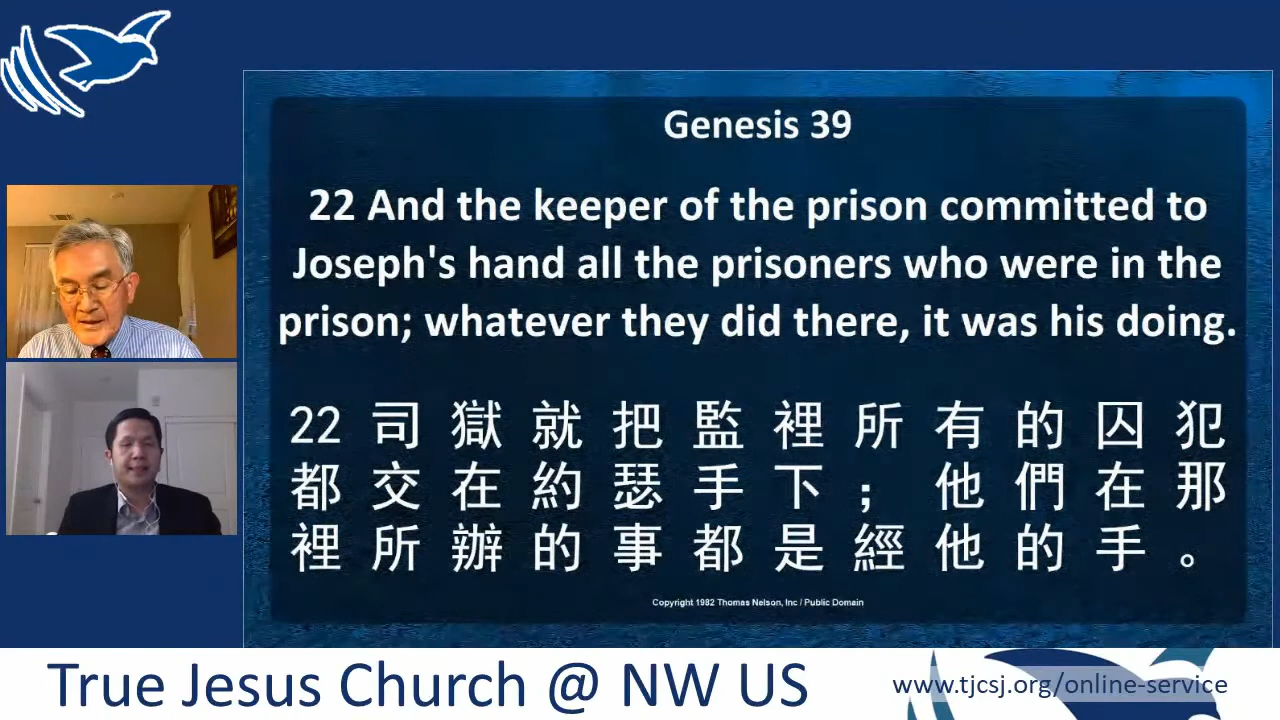 Genesis 39
22 And the keeper of the prison committed to
Joseph's hand all the prisoners who were in the
prison; whatever they did there, it was his doing.
22 司獄就把監裡所有的囚犯
都交在約瑟手下；他們在那
裡所辦的事都是經他的手。
Copyright 1982 Thomas Nelson, Inc / Public Domain
True Jesus Church @ NW US
www.tjcsj.org/online-service